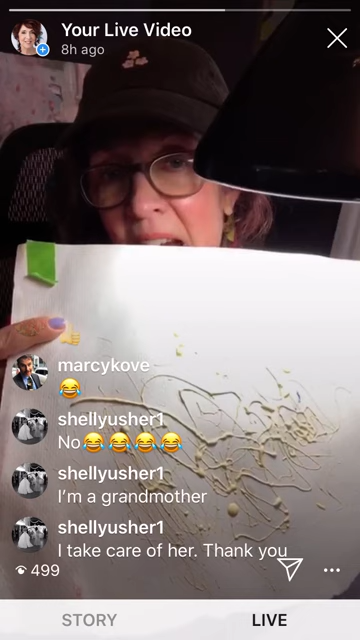 Your Live Video
8h ago
marcykove
😂
shellyusher1
No😂😂😂😂
shellyusher1
I'm a grandmother
shellyusher1
I take care of her. Thank you
499
STORY
LIVE